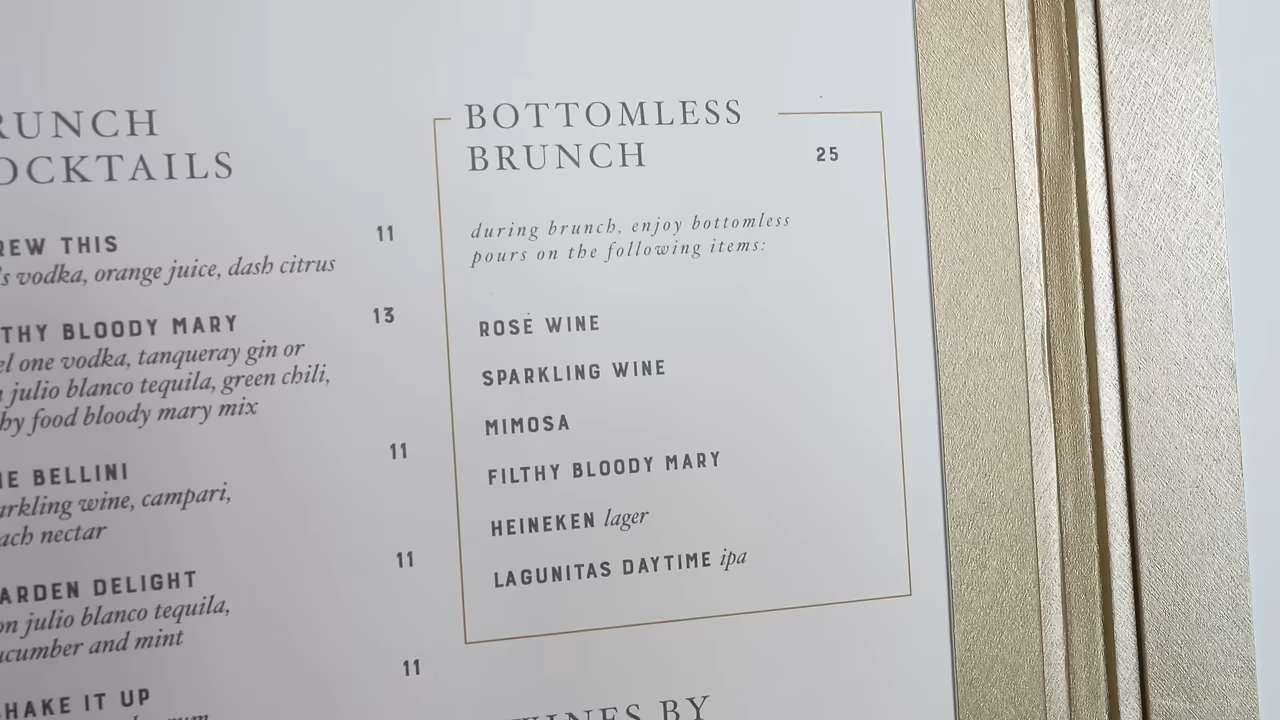 RUNCH
OCKTAILS
REW THIS 11
s vodka, orange juice, dash citrus
THY BLOODY MARY 13
el one vodka, tanqueray gin or
julio blanco tequila, green chili,
hy food bloody mary mix
BELLINI 11
arkling wine, campari,
ach nectar
ARDEN DELIGHT 11
on julio blanco tequila,
ucumber and mint
HAKE IT UP 11
BOTTOMLESS
BRUNCH 25
during brunch, enjoy bottomless
pours on the following items:
ROSÉ WINE
SPARKLING WINE
MIMOSA
FILTHY BLOODY MARY
HEINEKEN lager
LAGUNITAS DAYTIME ipa
INES BY